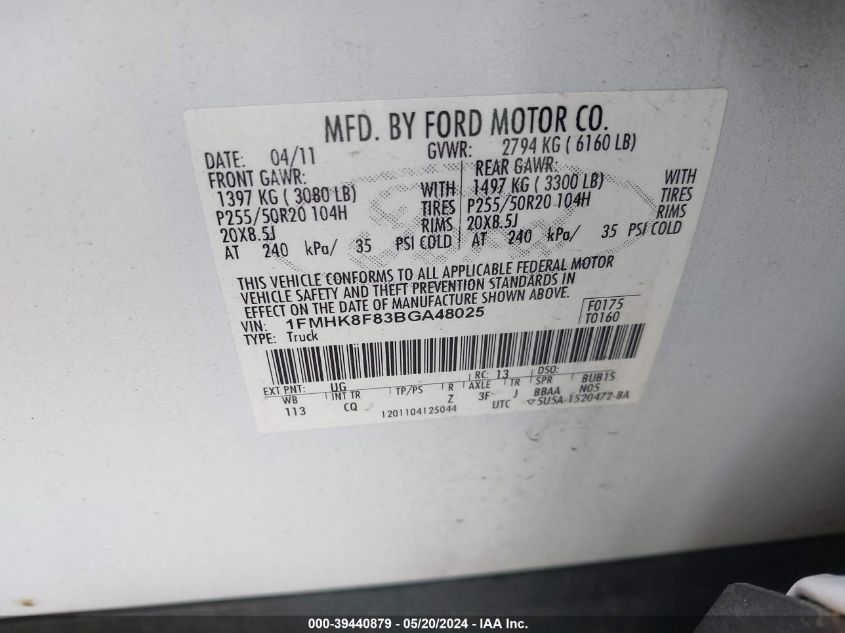 MFD. BY FORD MOTOR CO.
DATE: 04/11 GVWR: 2794 KG ( 6160 LB)
FRONT GAWR: REAR GAWR:
1397 KG ( 3080 LB) WITH 1497 KG ( 3300 LB) WITH
P255/50R20 104H TIRES P255/50R20 104H TIRES
20X8.5J RIMS 20X8.5J RIMS
AT 240 kPa/ 35 PSI COLD AT 240 kPa/ 35 PSI COLD
THIS VEHICLE CONFORMS TO ALL APPLICABLE FEDERAL MOTOR
VEHICLE SAFETY AND THEFT PREVENTION STANDARDS IN
EFFECT ON THE DATE OF MANUFACTURE SHOWN ABOVE.
VIN: 1FMHK8F83BGA48025 F0175
TYPE: Truck T0160
EXT PNT: UG RC: 13 DSO:
WB INT TR TP/PS R AXLE TR SPR BUB1S
113 CQ Z 3F J BBAA N05
1201104125044 UTC ▽5U5A-1520472-BA
000-39440879 - 05/20/2024 - IAA Inc.